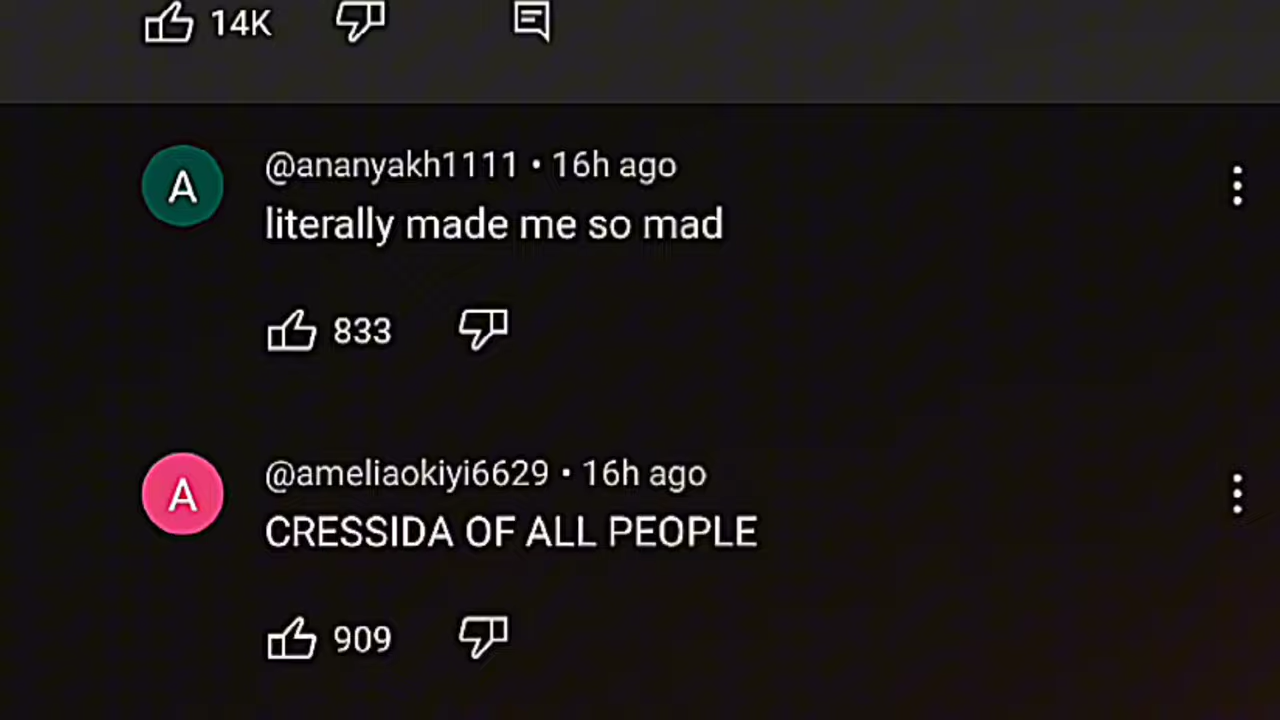 14K
A
@ananyakh1111 • 16h ago
literally made me so mad
833
A
@ameliaokiyi6629 • 16h ago
CRESSIDA OF ALL PEOPLE
909